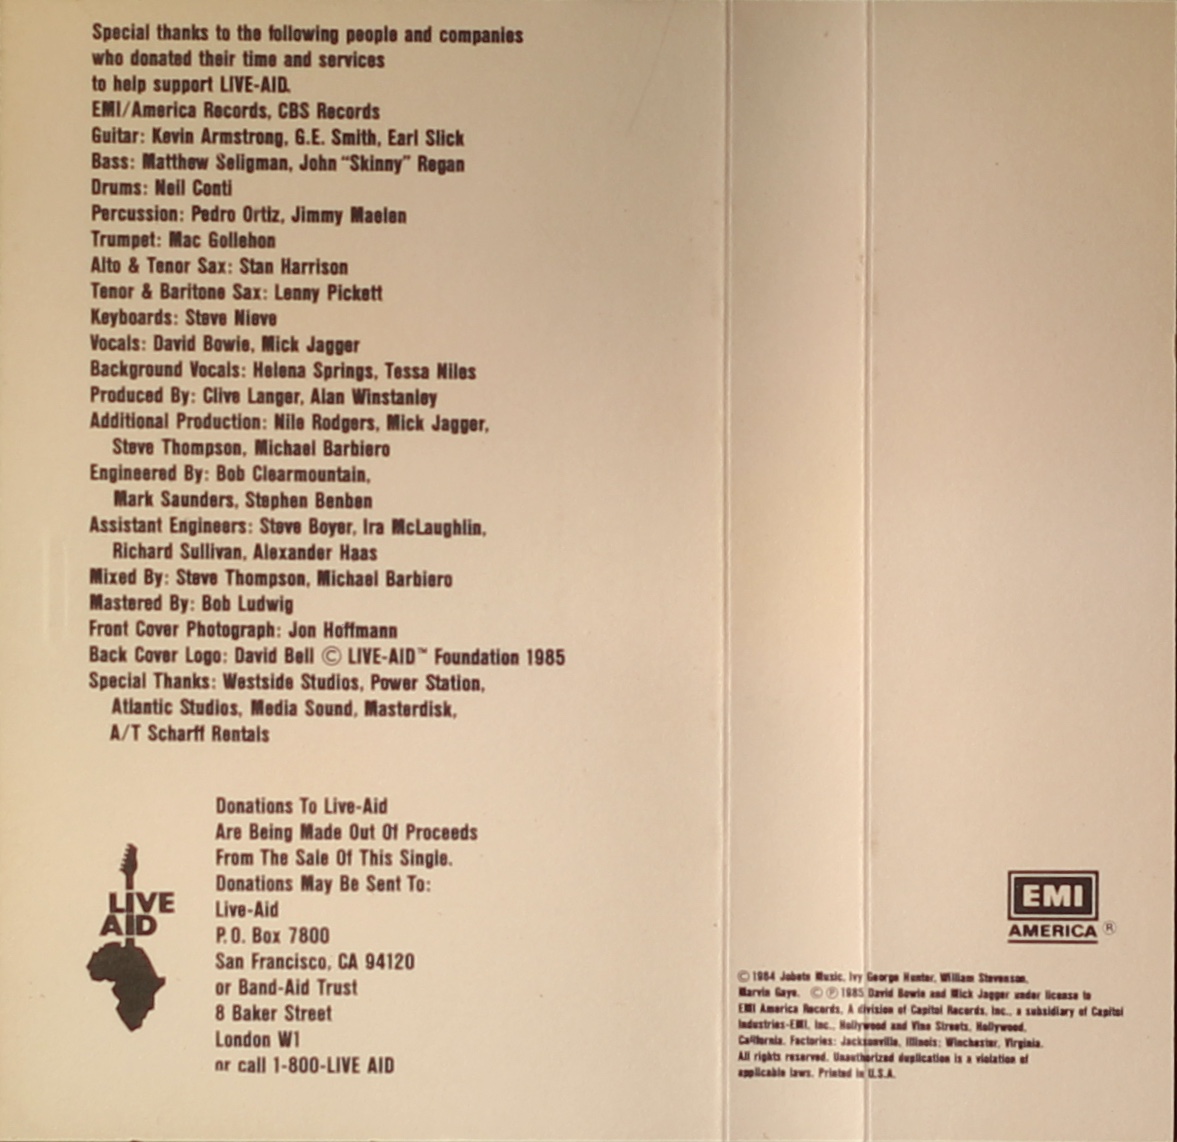 Special thanks to the following people and companies
who donated their time and services
to help support LIVE-AID.
EMI/America Records, CBS Records
Guitar: Kevin Armstrong, G.E. Smith, Earl Slick
Bass: Matthew Seligman, John "Skinny" Regan
Drums: Neil Conti
Percussion: Pedro Ortiz, Jimmy Maelen
Trumpet: Mac Gollehon
Alto & Tenor Sax: Stan Harrison
Tenor & Baritone Sax: Lenny Pickett
Keyboards: Steve Nieve
Vocals: David Bowie, Mick Jagger
Background Vocals: Helena Springs, Tessa Niles
Produced By: Clive Langer, Alan Winstanley
Additional Production: Nile Rodgers, Mick Jagger,
Steve Thompson, Michael Barbiero
Engineered By: Bob Clearmountain,
Mark Saunders, Stephen Benben
Assistant Engineers: Steve Boyer, Ira McLaughlin,
Richard Sullivan, Alexander Haas
Mixed By: Steve Thompson, Michael Barbiero
Mastered By: Bob Ludwig
Front Cover Photograph: Jon Hoffmann
Back Cover Logo: David Bell © LIVE-AID™ Foundation 1985
Special Thanks: Westside Studios, Power Station,
Atlantic Studios, Media Sound, Masterdisk,
A/T Scharff Rentals
Donations To Live-Aid
Are Being Made Out Of Proceeds
From The Sale Of This Single.
Donations May Be Sent To:
Live-Aid
P.O. Box 7800
San Francisco, CA 94120
or Band-Aid Trust
8 Baker Street
London W1
or call 1-800-LIVE AID
LIVE
AID
EMI
AMERICA ®
© 1964 Jobete Music, Ivy George Hunter, William Stevenson,
Marvin Gaye. © ℗ 1985 David Bowie and Mick Jagger under license to
EMI America Records, A division of Capitol Records, Inc., a subsidiary of Capitol
Industries-EMI, Inc., Hollywood and Vine Streets, Hollywood,
California. Factories: Jacksonville, Illinois; Winchester, Virginia.
All rights reserved. Unauthorized duplication is a violation of
applicable laws. Printed in U.S.A.